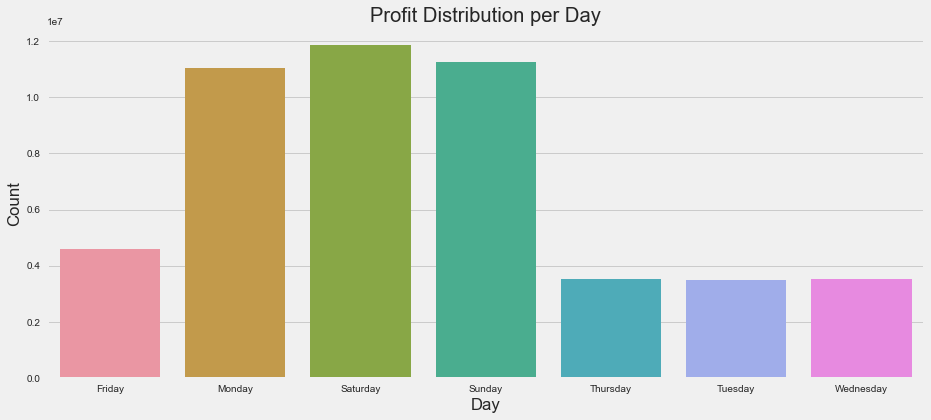 Profit Distribution per Day
1e7
1.2
1.0
0.8
0.6
0.4
0.2
0.0
Count
Friday Monday Saturday Sunday Thursday Tuesday Wednesday
Day